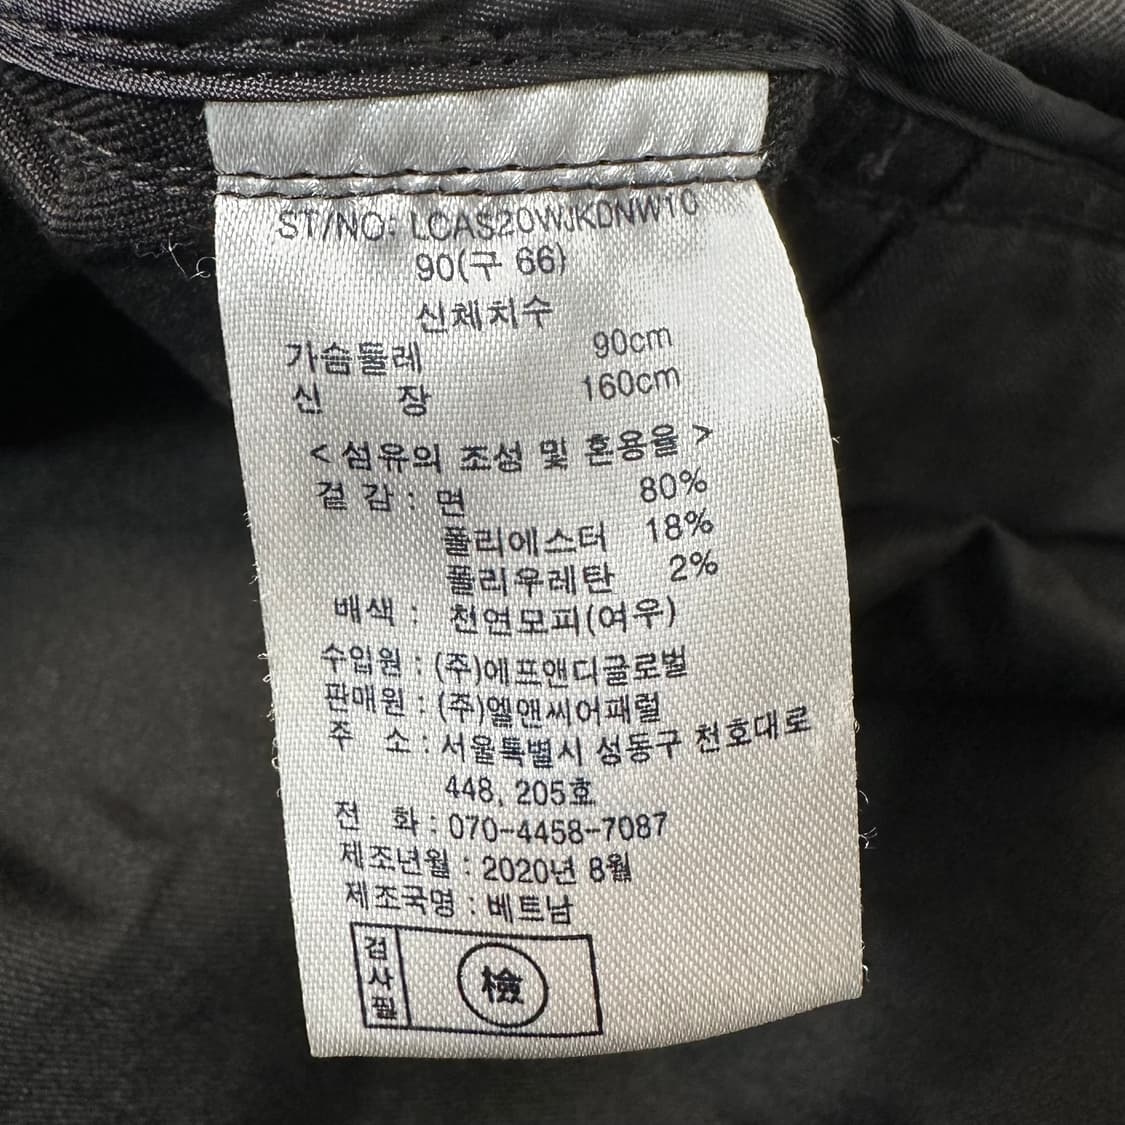 ST/NO: LCAS20WJKDNW10
90(구 66)
신체치수
가슴둘레 90cm
신 장 160cm
< 섬유의 조성 및 혼용율 >
겉 감 : 면 80%
폴리에스터 18%
폴리우레탄 2%
배색 : 천연모피(여우)
수입원 : (주)에프앤디글로벌
판매원 : (주)엘앤씨어패럴
주 소 : 서울특별시 성동구 천호대로
448, 205호
전 화 : 070-4458-7087
제조년월 : 2020년 8월
제조국명 : 베트남
검사필 檢